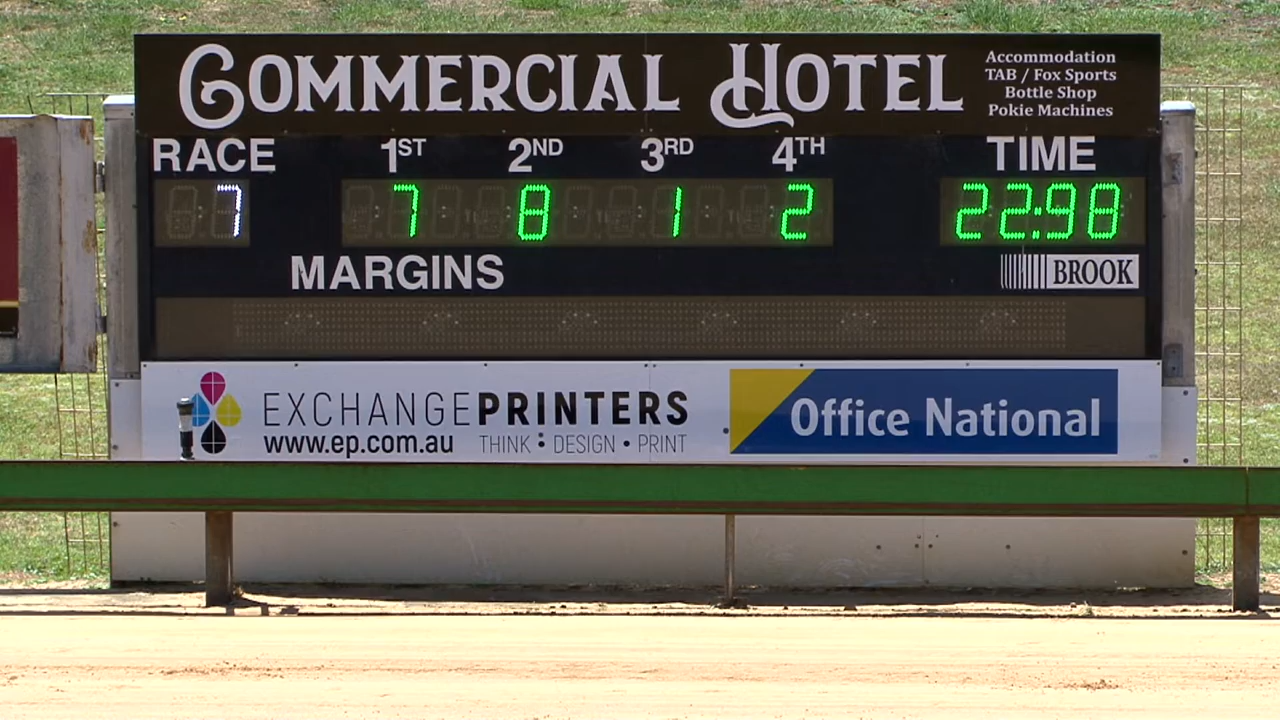 COMMERCIAL HOTEL
Accommodation
TAB / Fox Sports
Bottle Shop
Pokie Machines
RACE 1ST 2ND 3RD 4TH TIME
7 7 8 1 2 22:98
MARGINS
BROOK
EXCHANGEPRINTERS
www.ep.com.au THINK • DESIGN • PRINT
Office National